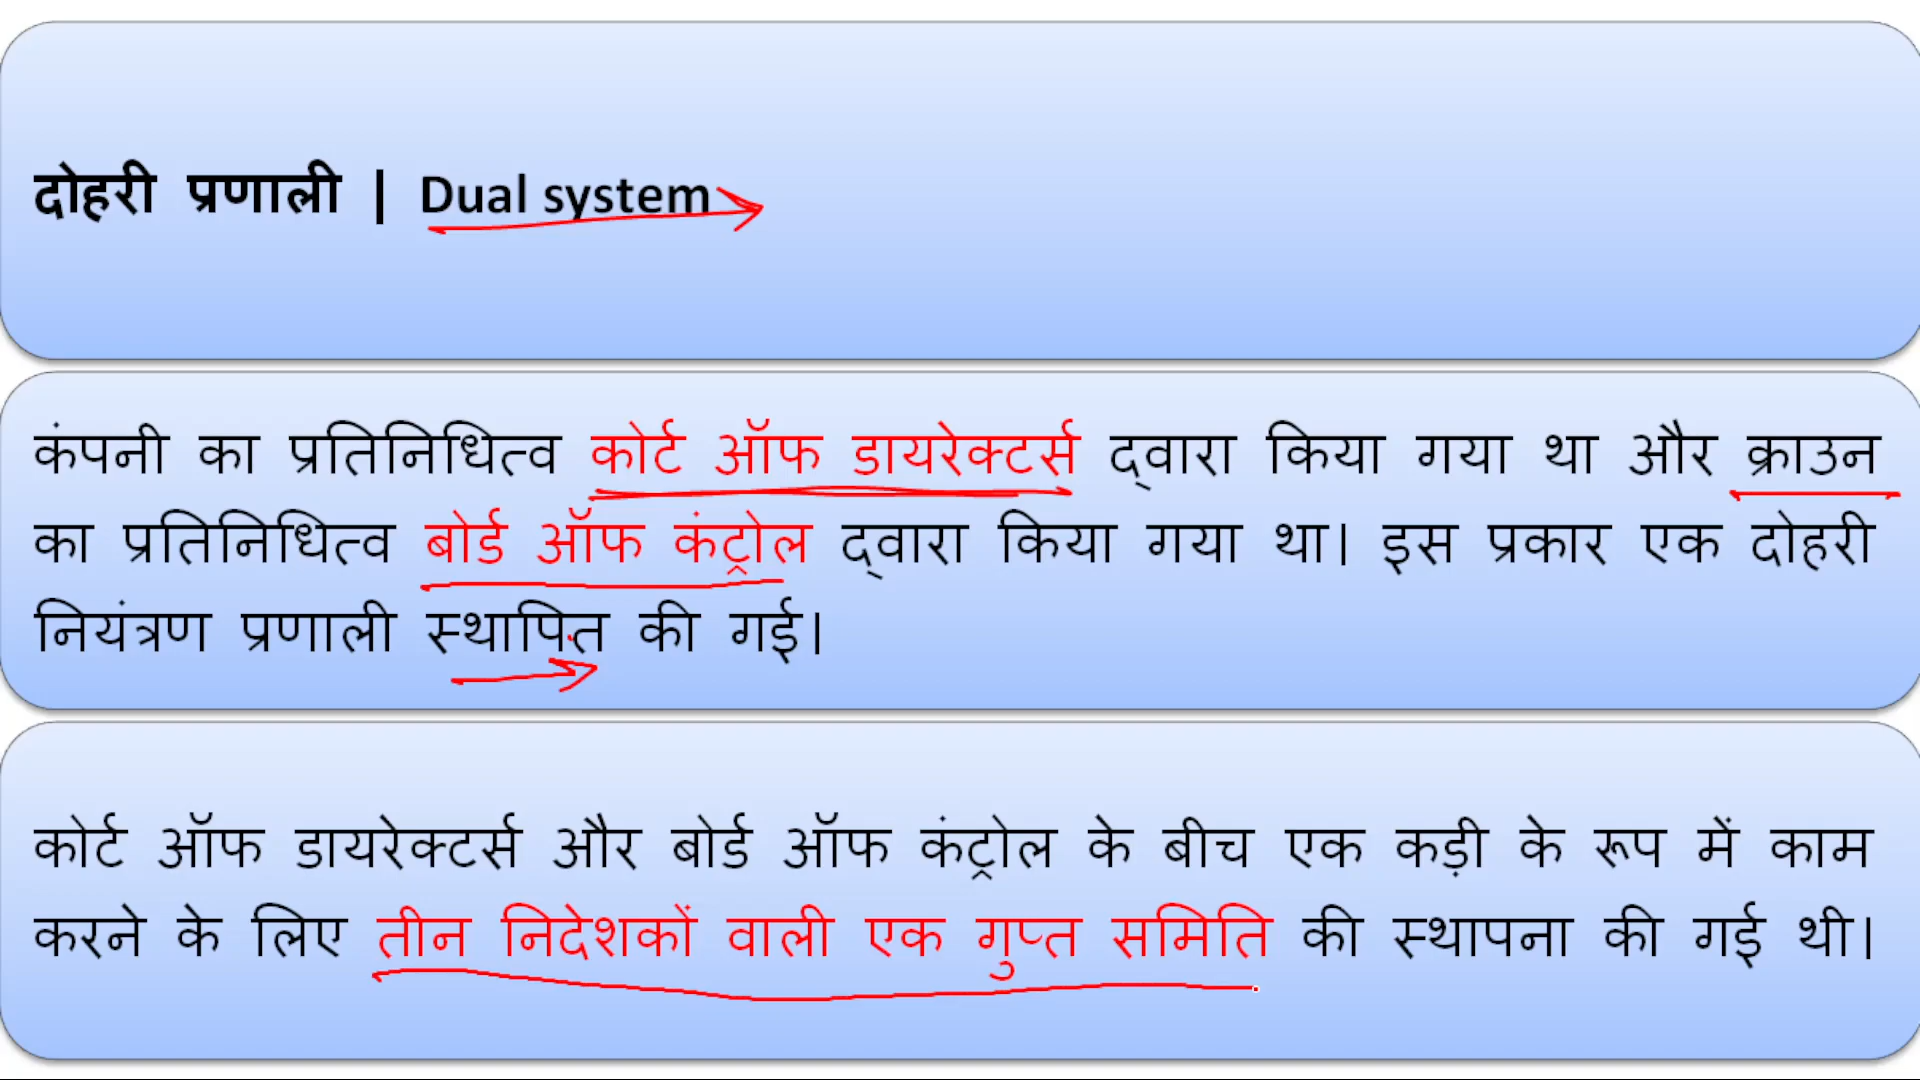 दोहरी प्रणाली | Dual system
कंपनी का प्रतिनिधित्व कोर्ट ऑफ डायरेक्टर्स द्वारा किया गया था और क्राउन
का प्रतिनिधित्व बोर्ड ऑफ कंट्रोल द्वारा किया गया था। इस प्रकार एक दोहरी
नियंत्रण प्रणाली स्थापित की गई।
कोर्ट ऑफ डायरेक्टर्स और बोर्ड ऑफ कंट्रोल के बीच एक कड़ी के रूप में काम
करने के लिए तीन निदेशकों वाली एक गुप्त समिति की स्थापना की गई थी।